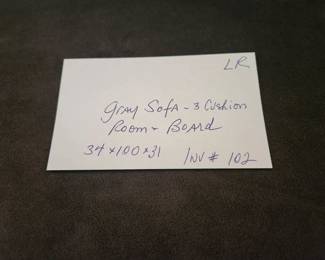 LR
Gray Sofa - 3 Cushion
Room + Board
34 x 100 x 31 Inv # 102